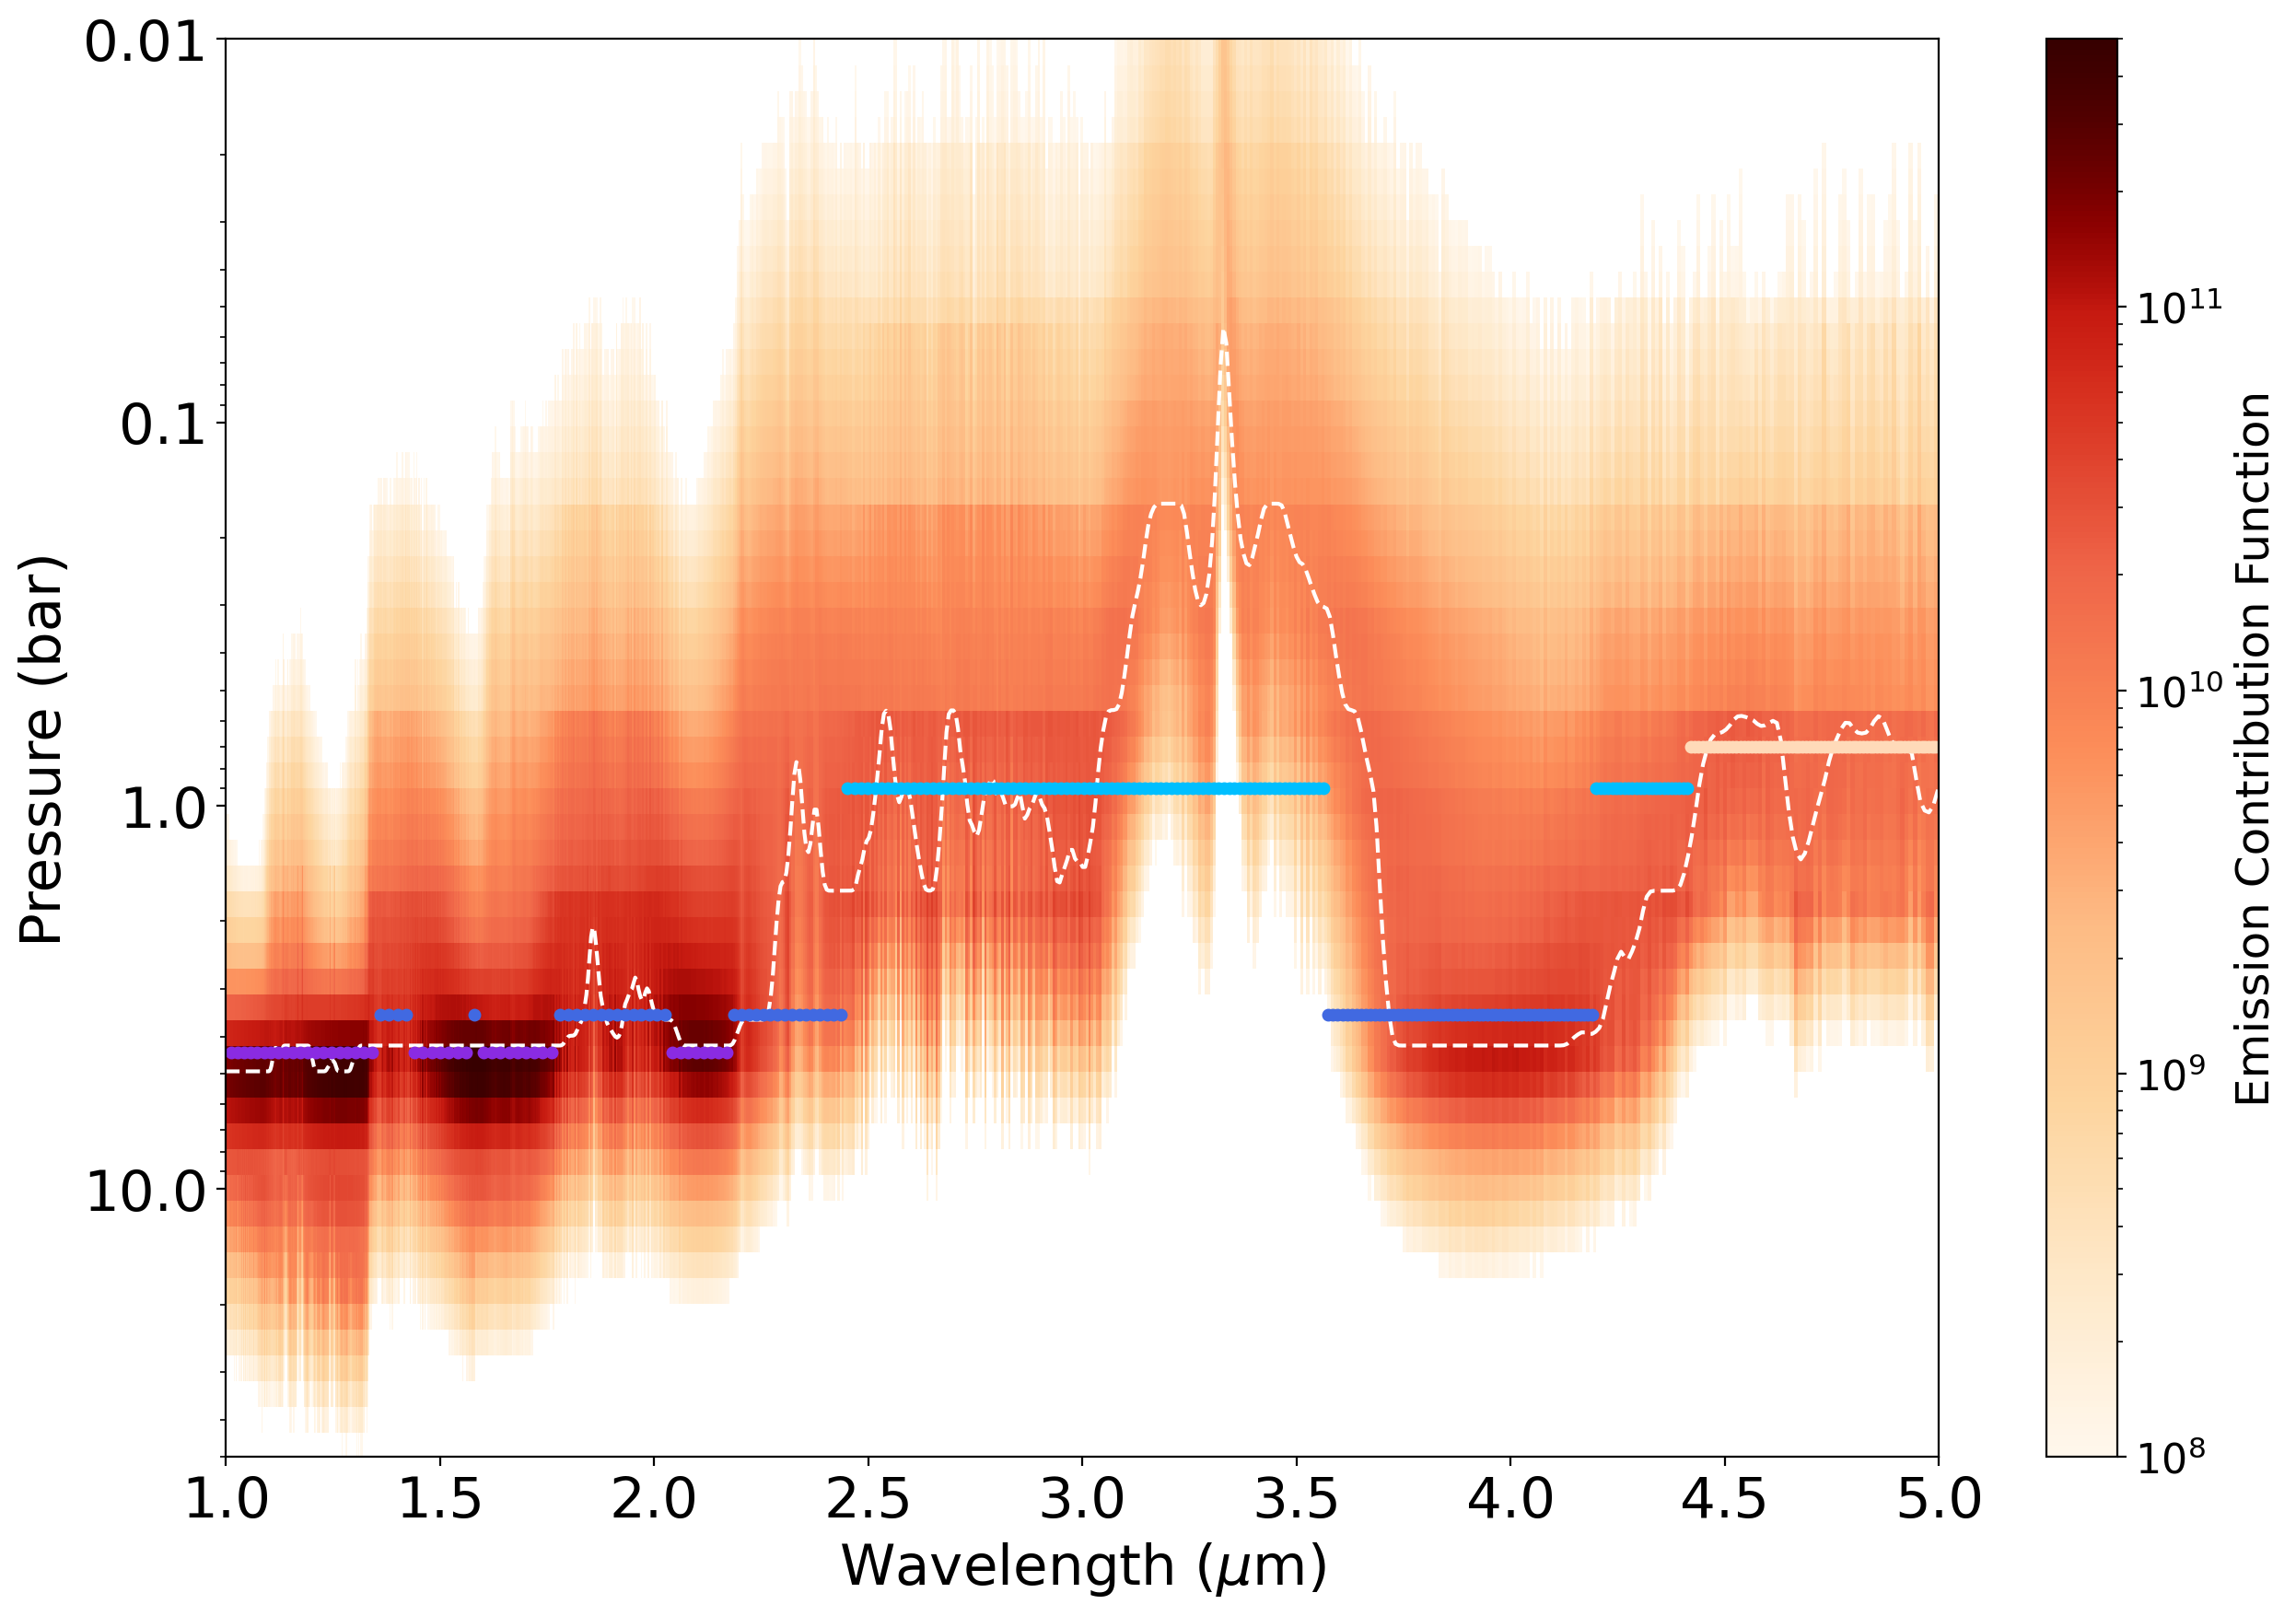 0.01
0.1
1.0
10.0
Pressure (bar)
1.0 1.5 2.0 2.5 3.0 3.5 4.0 4.5 5.0
Wavelength (μm)
10¹¹
10¹⁰
10⁹
10⁸
Emission Contribution Function